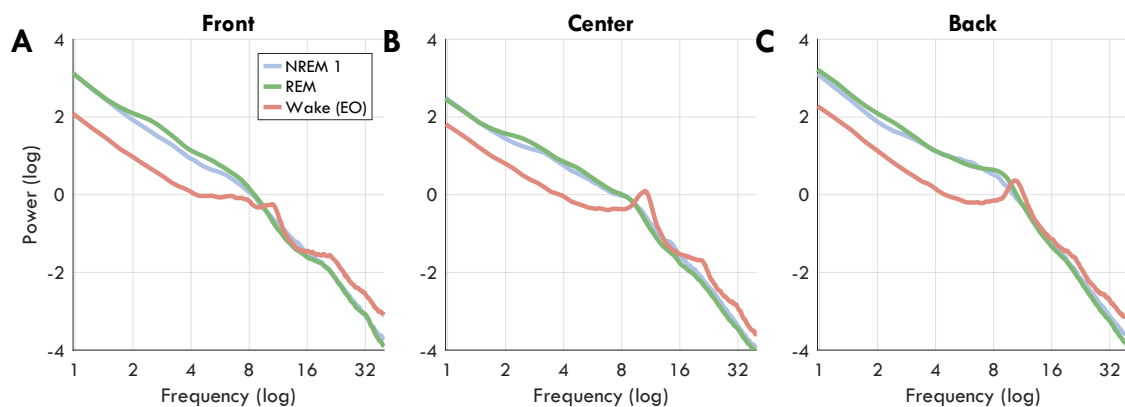 A
Front
4
2
0
-2
-4
Power (log)
NREM 1
REM
Wake (EO)
1 2 4 8 16 32
Frequency (log)
B
Center
4
2
0
-2
-4
1 2 4 8 16 32
Frequency (log)
C
Back
4
2
0
-2
-4
1 2 4 8 16 32
Frequency (log)